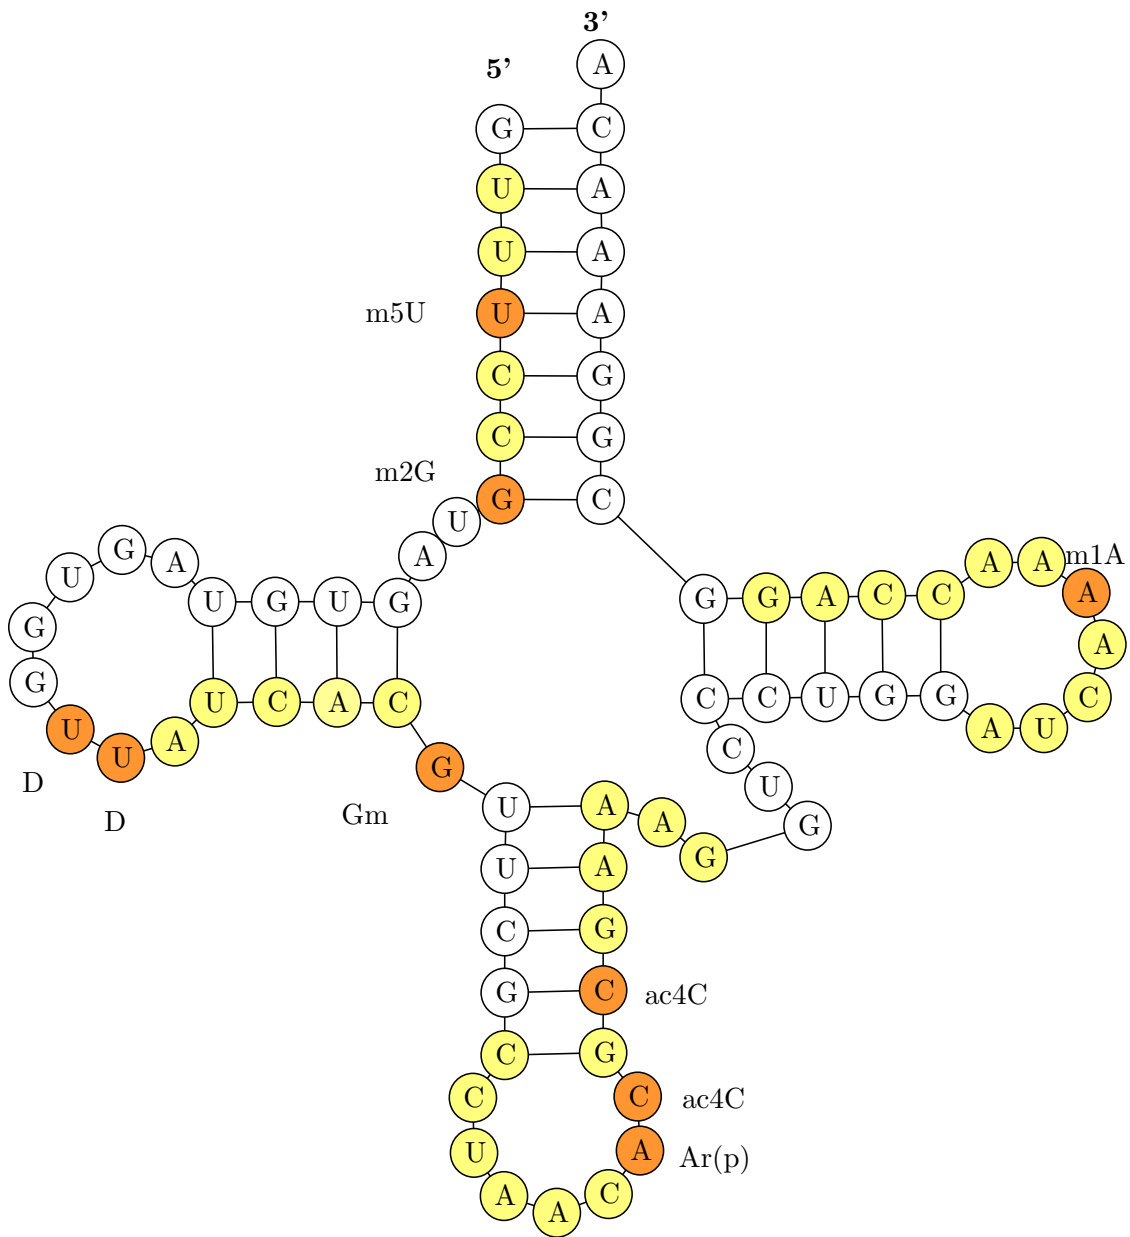 3'
5' A
G C
U A
U A
m5U U A
C G
C G
m2G
G C
U
G A A A A m1A
U
U G U G G G A C C A
G A
G U C A C C C U G G C
U A C A U
U G U
D
D Gm U A A G
U A G
C G
G C ac4C
C G
C C ac4C
U A Ar(p)
A A C